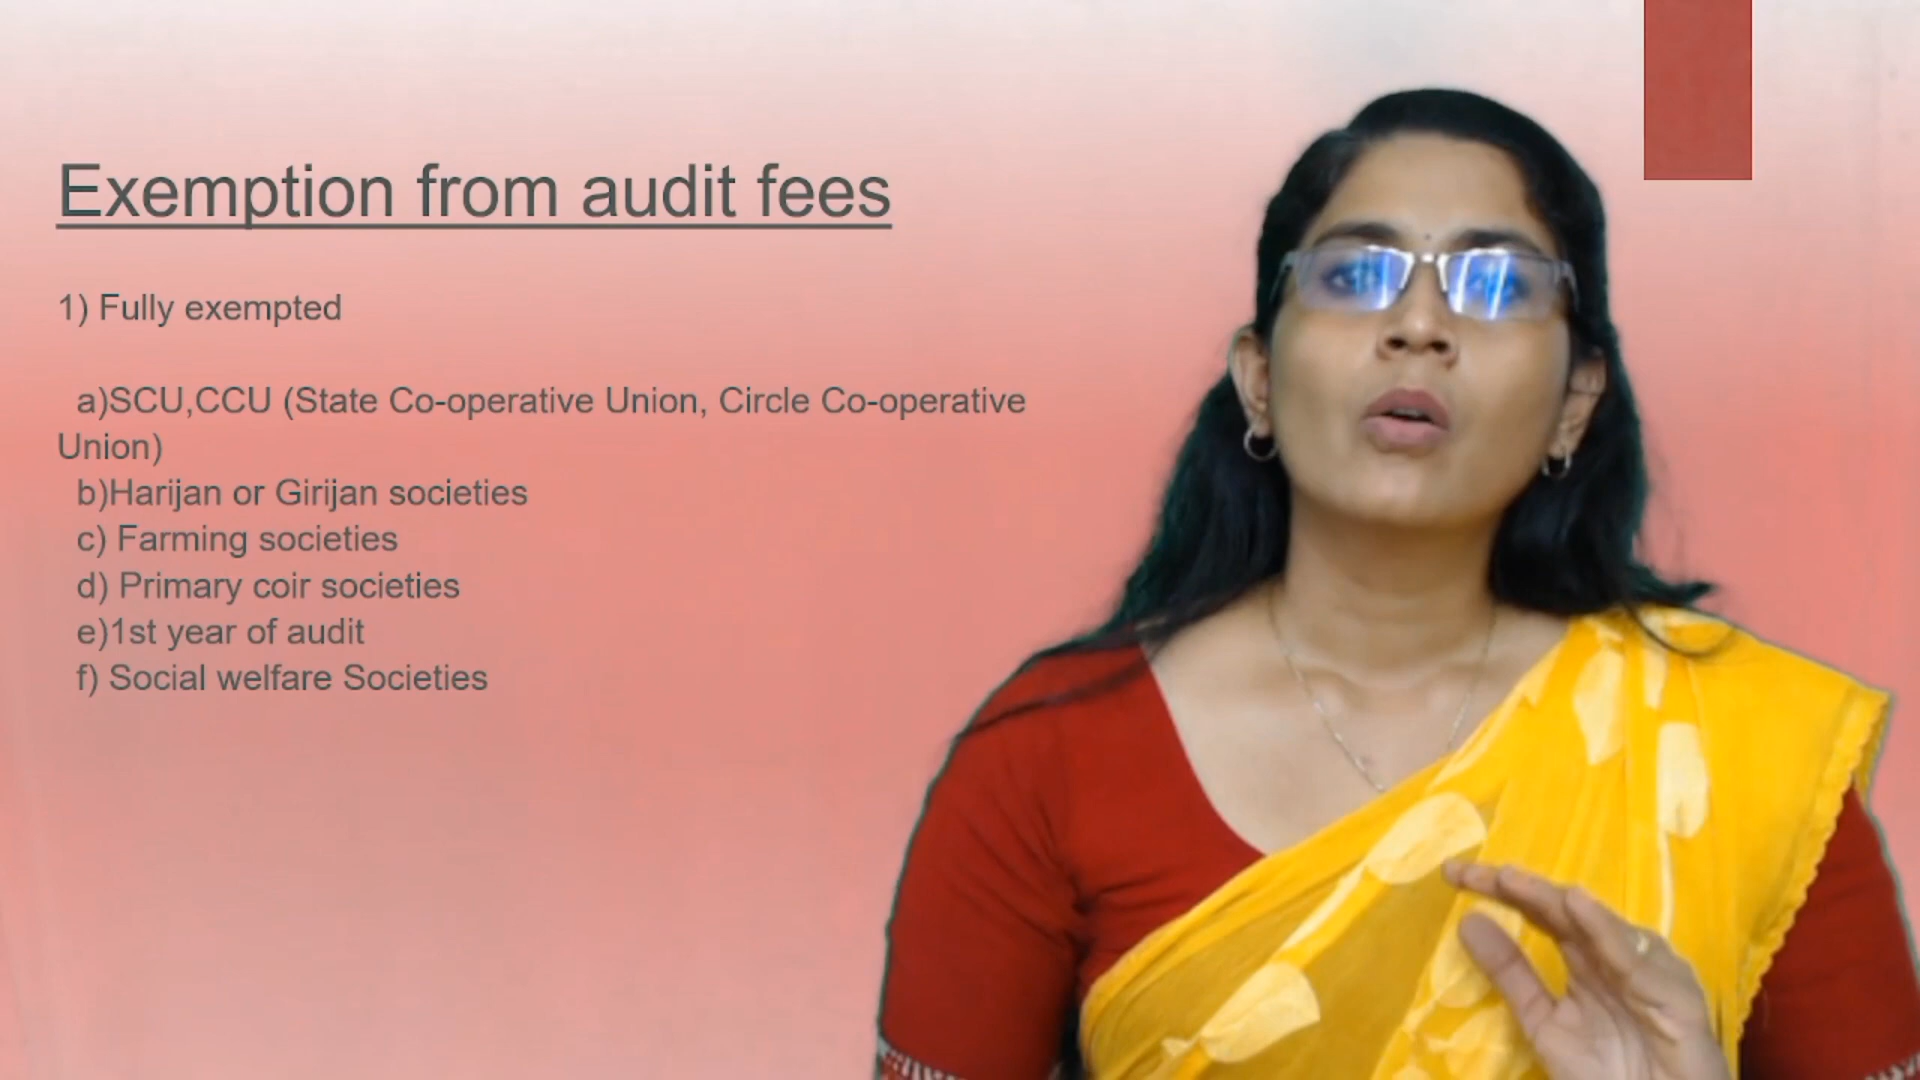 Exemption from audit fees
1) Fully exempted
a)SCU,CCU (State Co-operative Union, Circle Co-operative
Union)
b)Harijan or Girijan societies
c) Farming societies
d) Primary coir societies
e)1st year of audit
f) Social welfare Societies